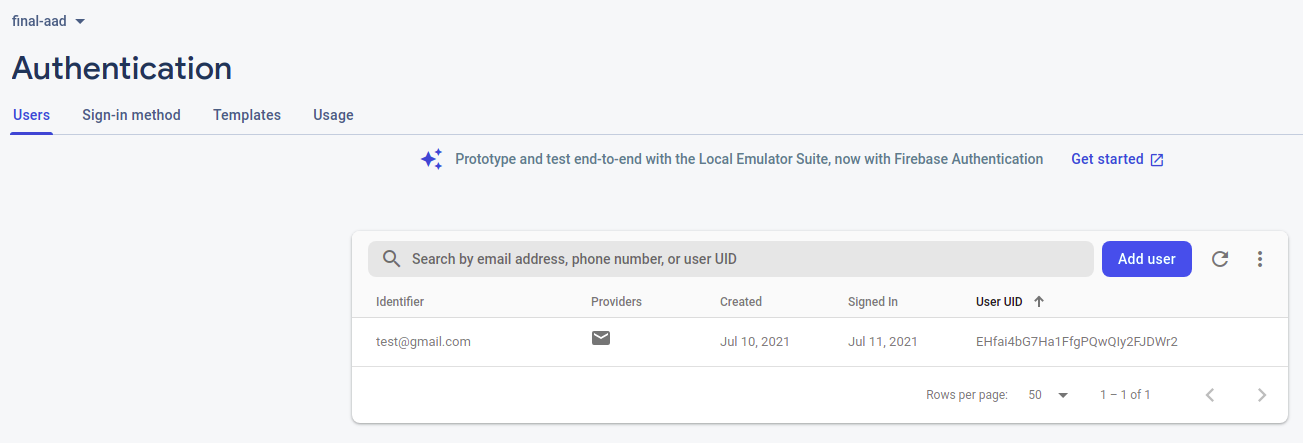 final-aad
Authentication
Users Sign-in method Templates Usage
Prototype and test end-to-end with the Local Emulator Suite, now with Firebase Authentication Get started
Search by email address, phone number, or user UID Add user
Identifier Providers Created Signed In User UID
test@gmail.com Jul 10, 2021 Jul 11, 2021 EHfai4bG7Ha1FfgPQwQIy2FJDWr2
Rows per page: 50 1 – 1 of 1